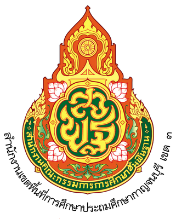 สำนักงานคณะกรรมการการศึกษาขั้นพื้นฐาน
สำนักงานเขตพื้นที่การศึกษาประถมศึกษากาญจนบุรี เขต ๓